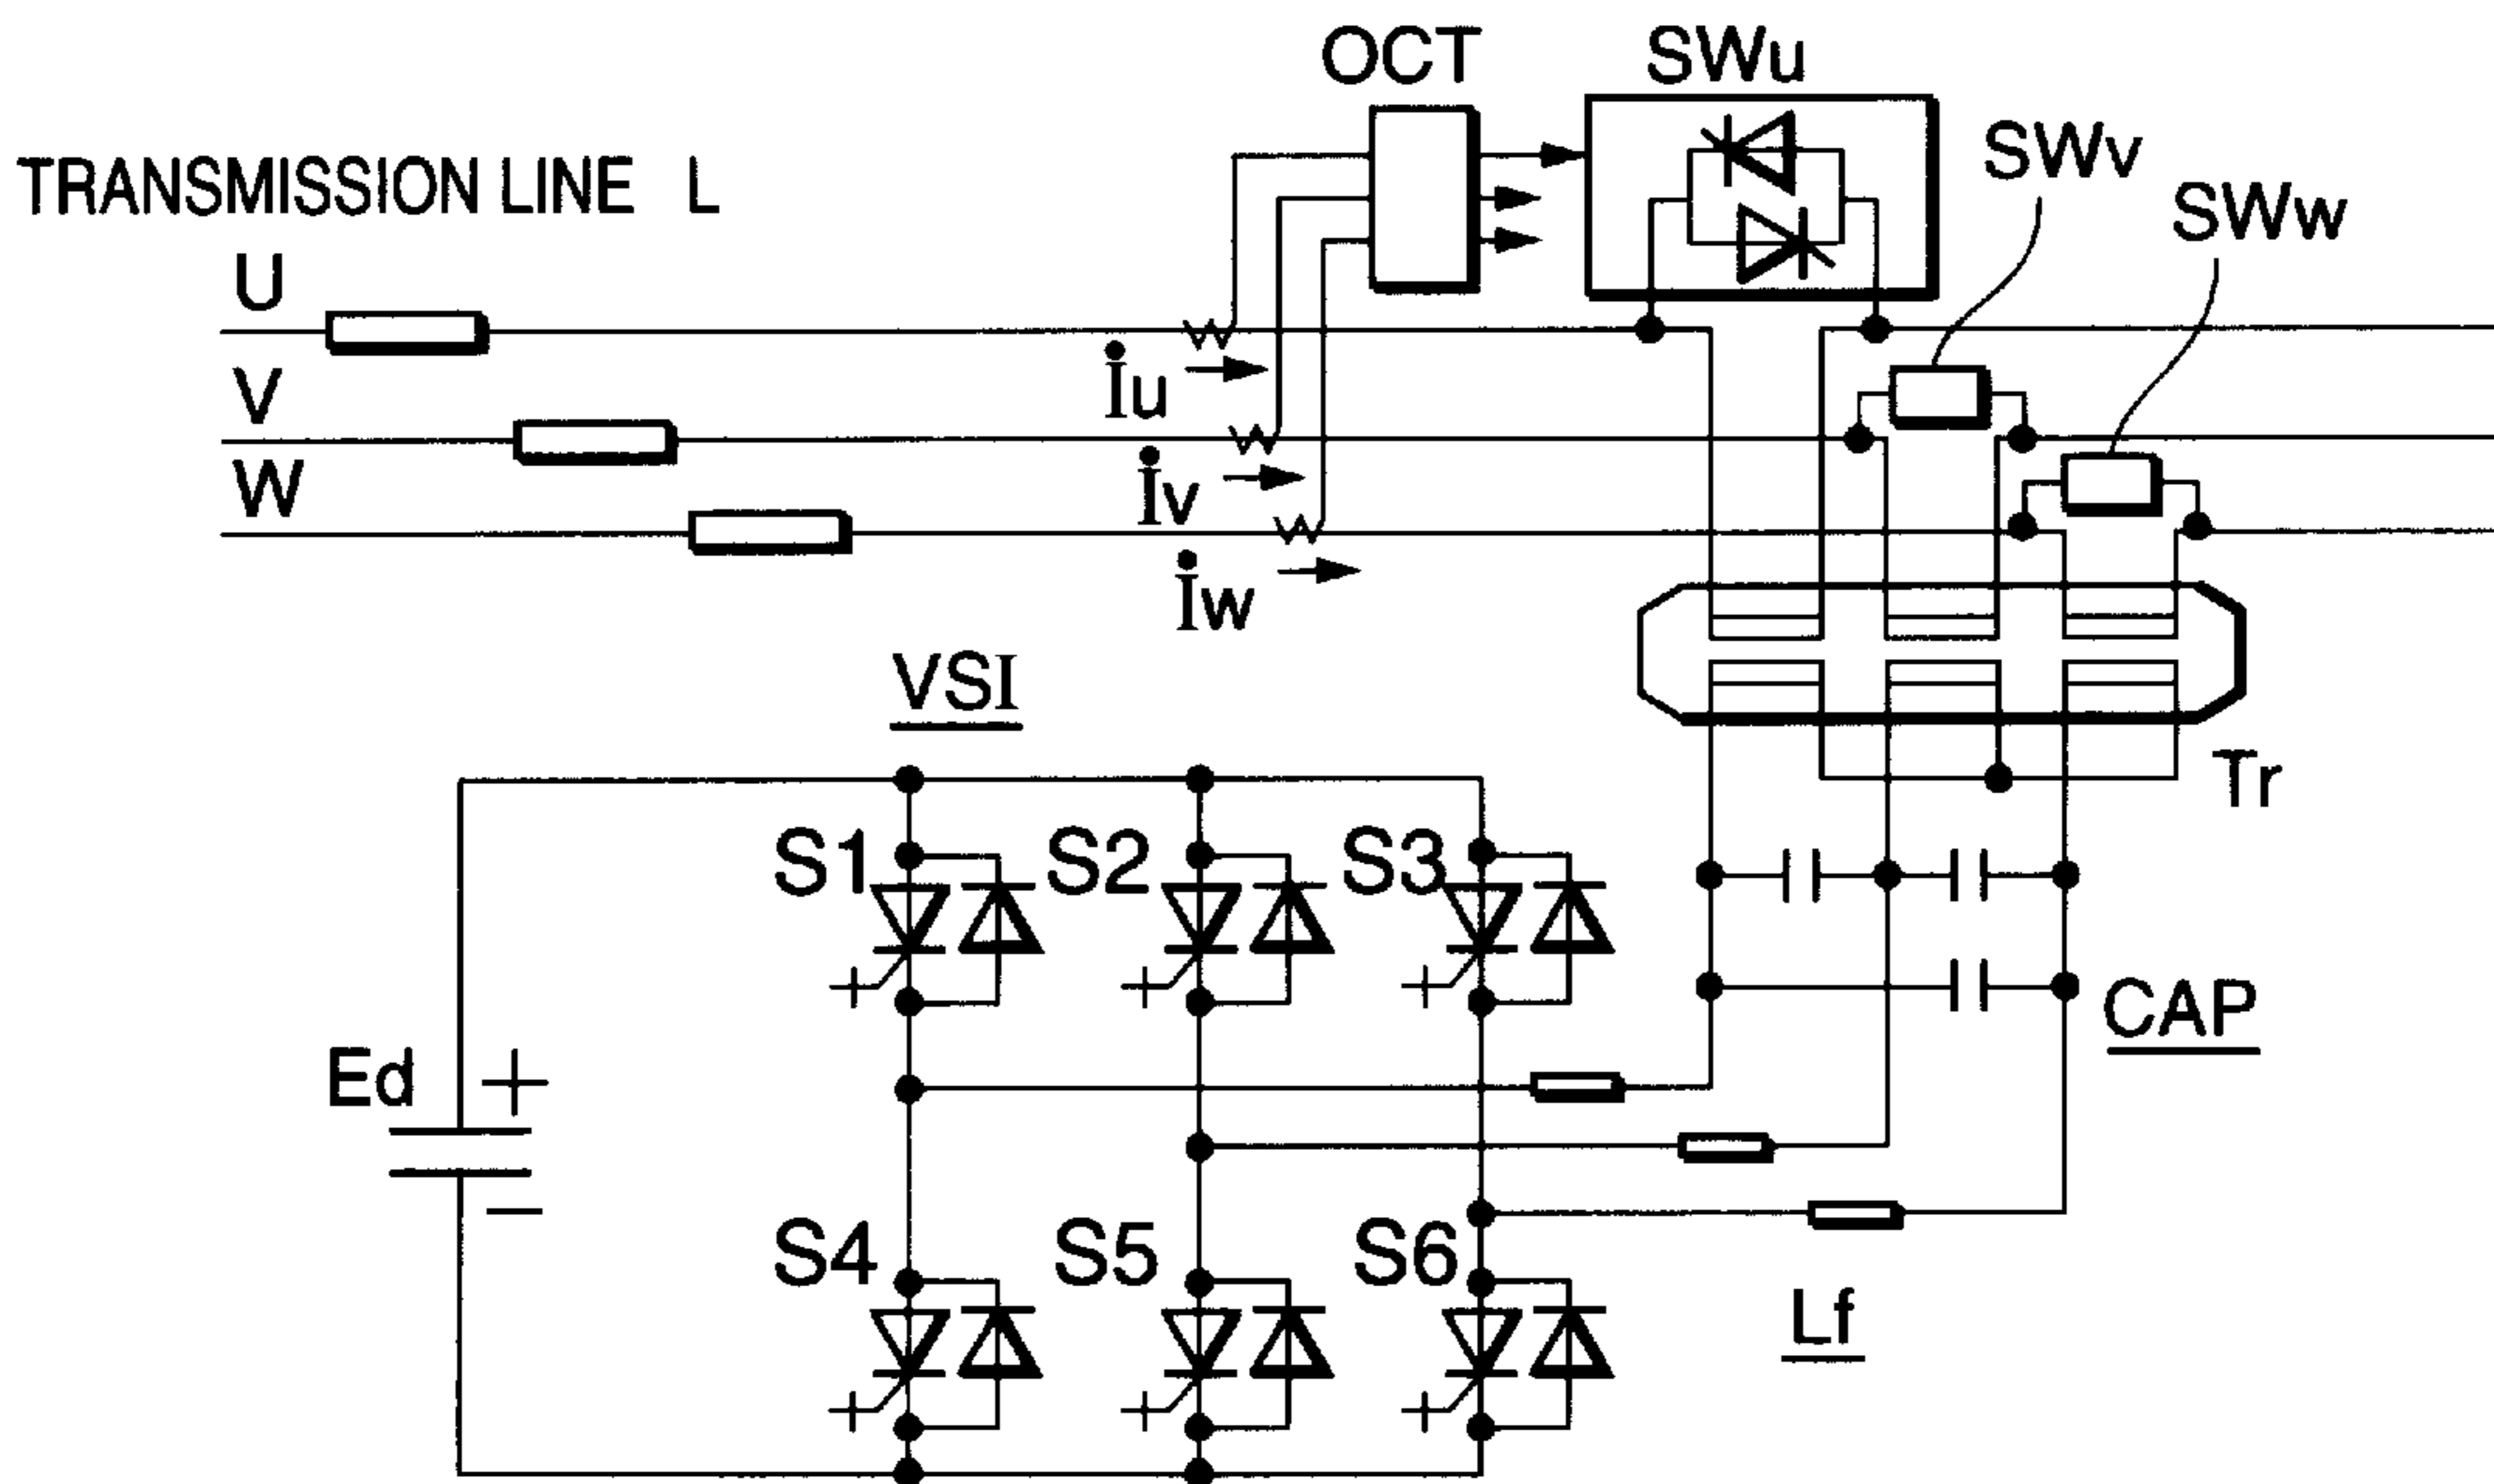 OCT
SWu
SWv
SWw
TRANSMISSION LINE L
U
V
W
iu
iv
iw
VSI
Tr
S1
S2
S3
CAP
Ed
+
−
S4
S5
S6
Lf